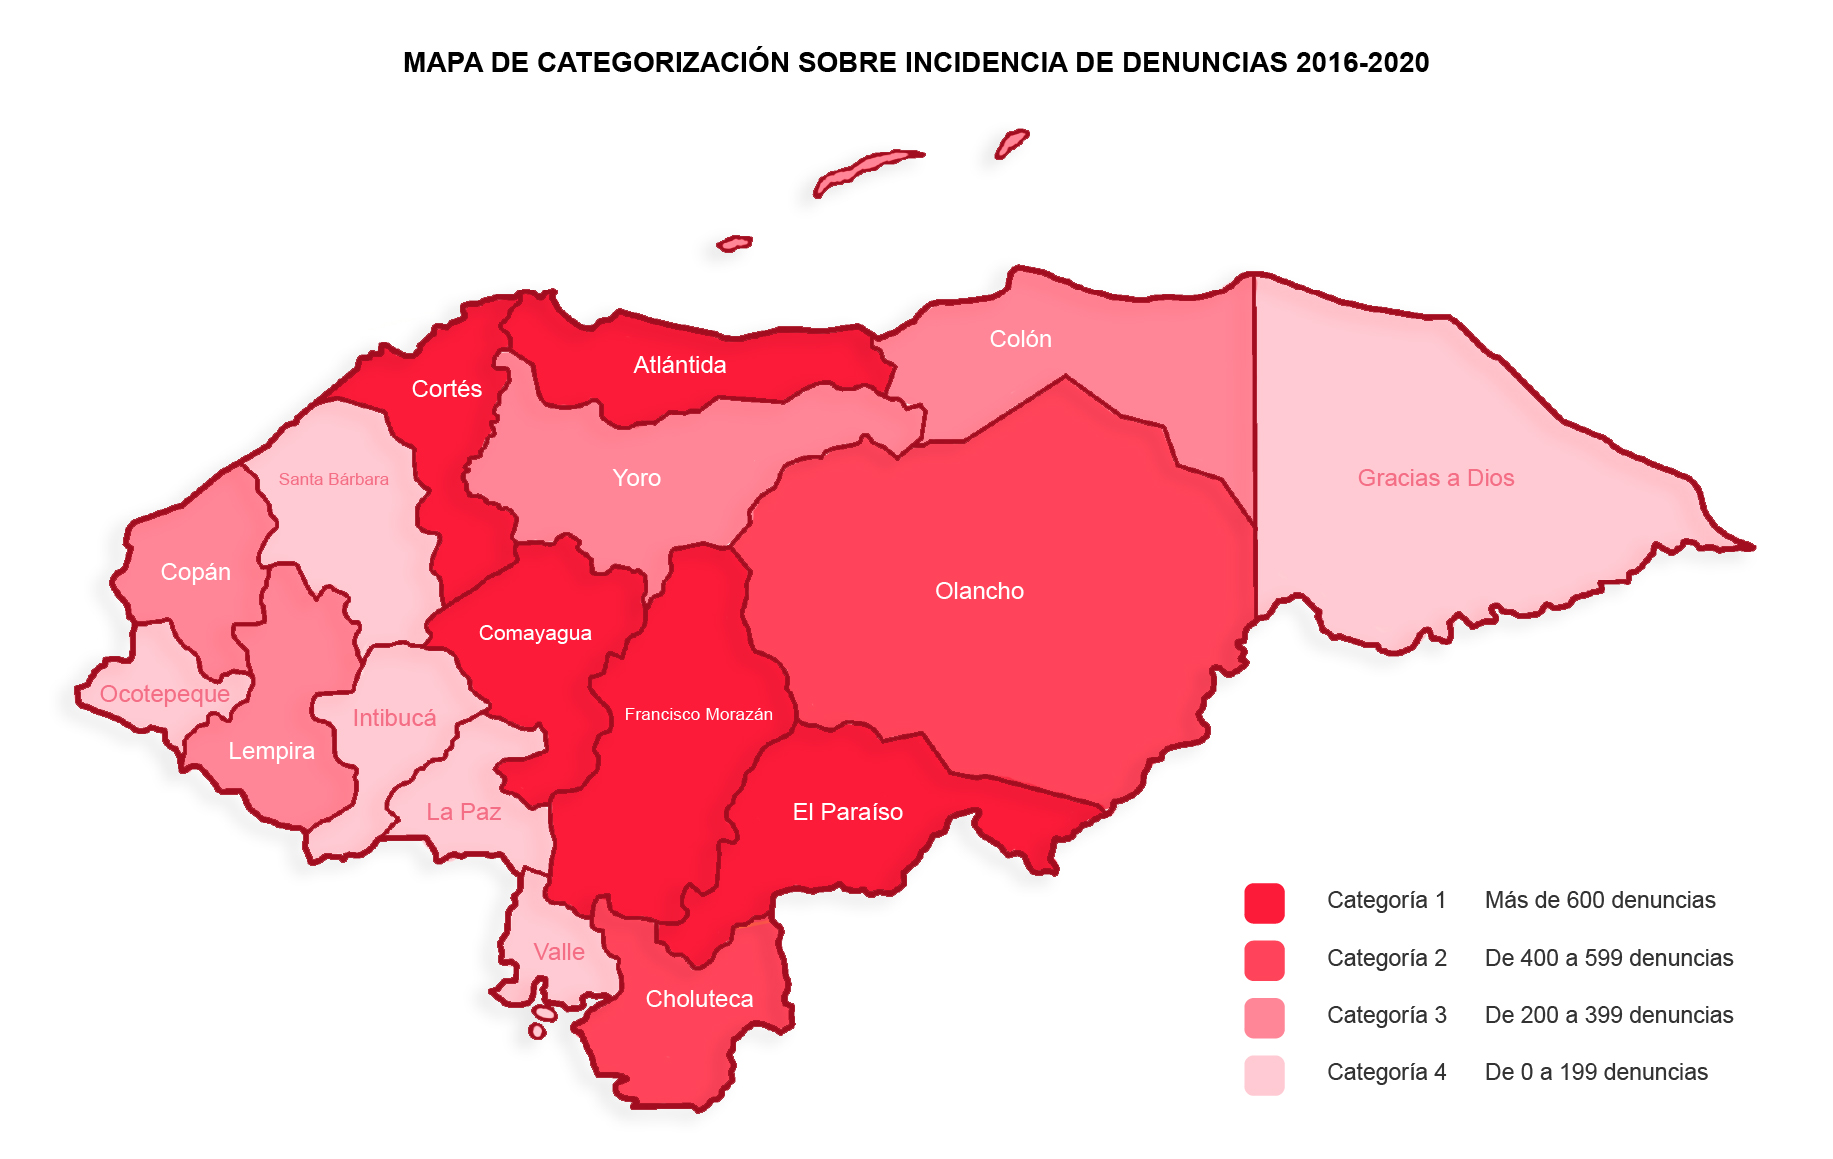 MAPA DE CATEGORIZACIÓN SOBRE INCIDENCIA DE DENUNCIAS 2016-2020
Colón
Atlántida
Cortés
Santa Bárbara
Yoro
Gracias a Dios
Copán
Olancho
Comayagua
Ocotepeque
Intibucá
Francisco Morazán
Lempira
La Paz
El Paraíso
Valle
Choluteca
Categoría 1 Más de 600 denuncias
Categoría 2 De 400 a 599 denuncias
Categoría 3 De 200 a 399 denuncias
Categoría 4 De 0 a 199 denuncias